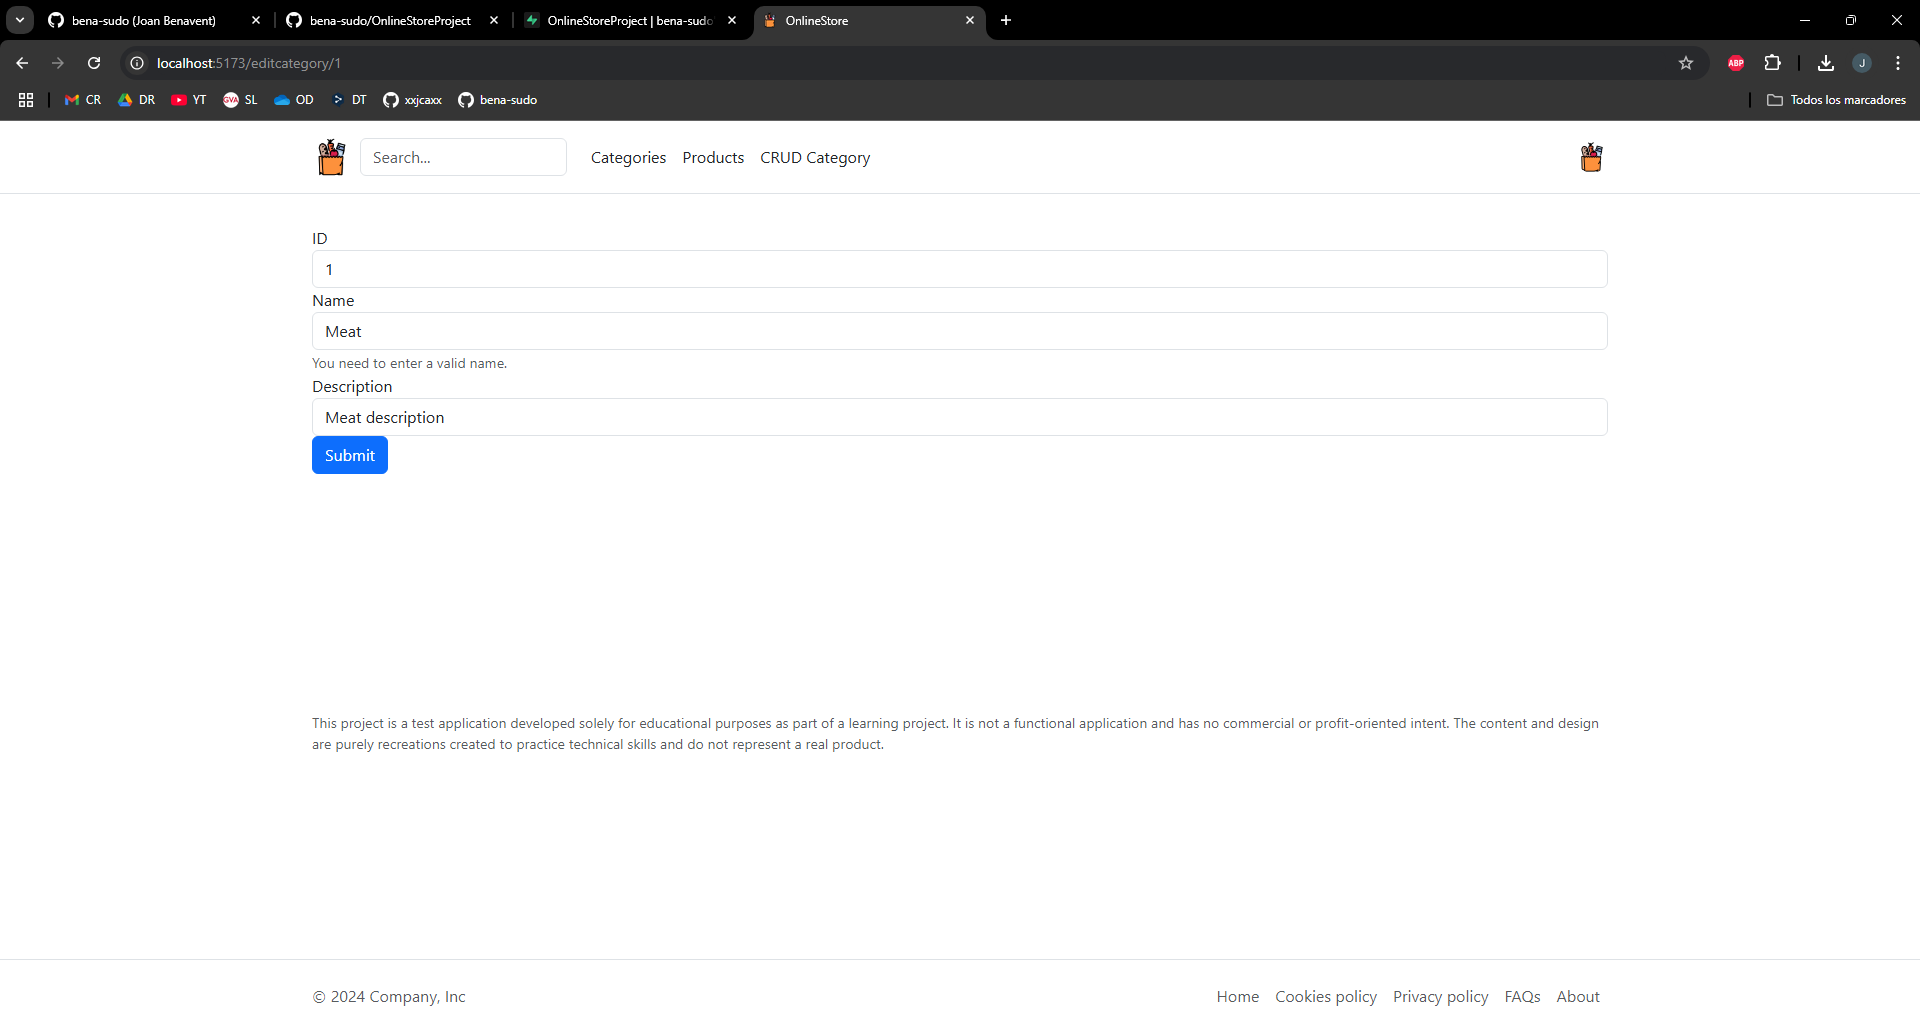 bena-sudo (Joan Benavent)
bena-sudo/OnlineStoreProject
OnlineStoreProject | bena-sudo'
OnlineStore
localhost:5173/editcategory/1
ABP
J
CR
DR
YT
GVA SL
OD
DT
xxjcaxx
bena-sudo
Todos los marcadores
Search...
Categories
Products
CRUD Category
ID
1
Name
Meat
You need to enter a valid name.
Description
Meat description
Submit
This project is a test application developed solely for educational purposes as part of a learning project. It is not a functional application and has no commercial or profit-oriented intent. The content and design
are purely recreations created to practice technical skills and do not represent a real product.
© 2024 Company, Inc
Home
Cookies policy
Privacy policy
FAQs
About